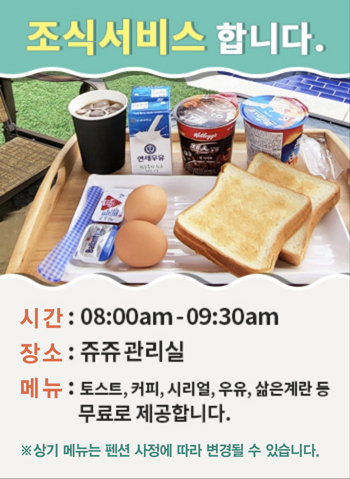 조식서비스 합니다.
Kellogg's
연세우유
시간 : 08:00am - 09:30am
장소 : 쥬쥬 관리실
메뉴 : 토스트, 커피, 시리얼, 우유, 삶은계란 등
무료로 제공합니다.
※상기 메뉴는 펜션 사정에 따라 변경될 수 있습니다.